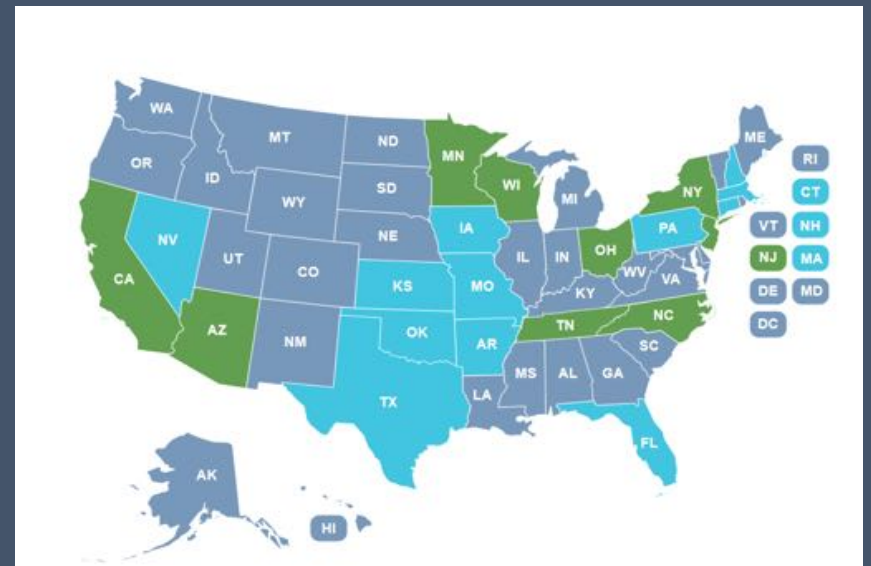 WA
MT
ND
MN
ME
RI
OR
ID
WI
SD
MI
NY
CT
WY
NV
IA
PA
VT
NH
NE
UT
IL
IN
OH
NJ
MA
CA
CO
WV
VA
KS
MO
KY
DE
MD
AZ
NC
DC
NM
OK
TN
AR
SC
MS
AL
GA
TX
LA
FL
AK
HI